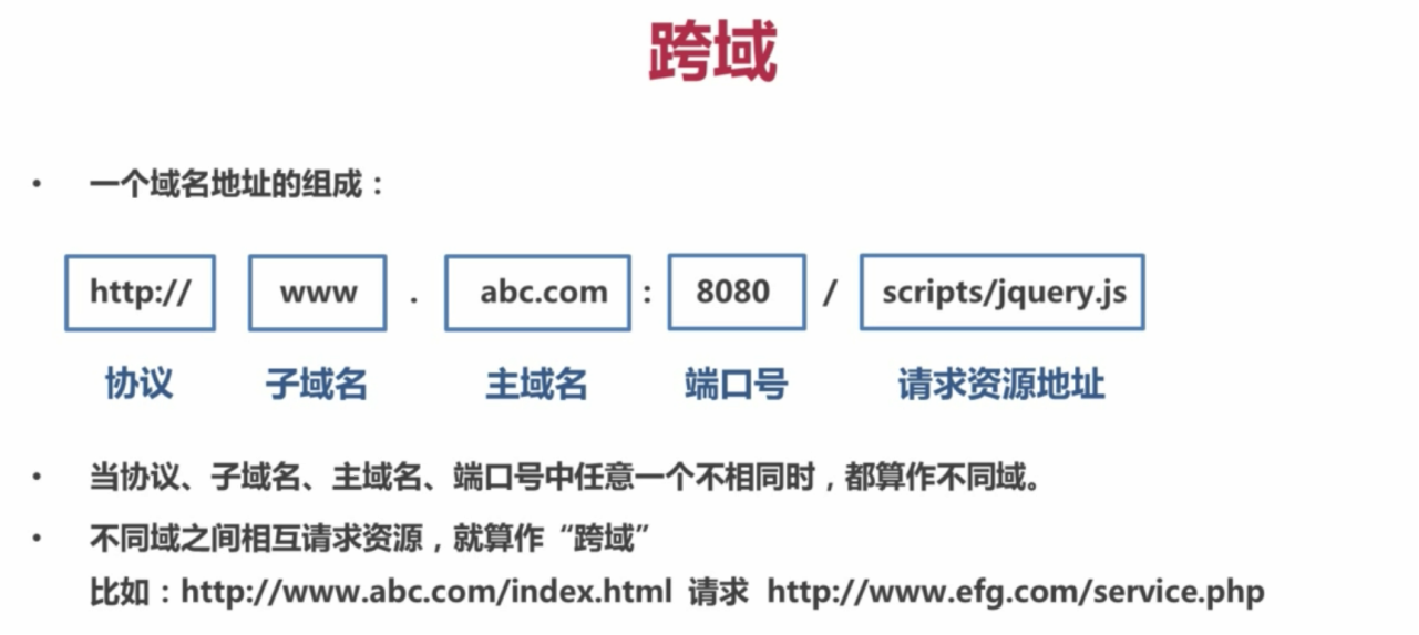 跨域
• 一个域名地址的组成：
http:// www . abc.com : 8080 / scripts/jquery.js
协议 子域名 主域名 端口号 请求资源地址
• 当协议、子域名、主域名、端口号中任意一个不相同时，都算作不同域。
• 不同域之间相互请求资源，就算作“跨域”
比如：http://www.abc.com/index.html 请求 http://www.efg.com/service.php